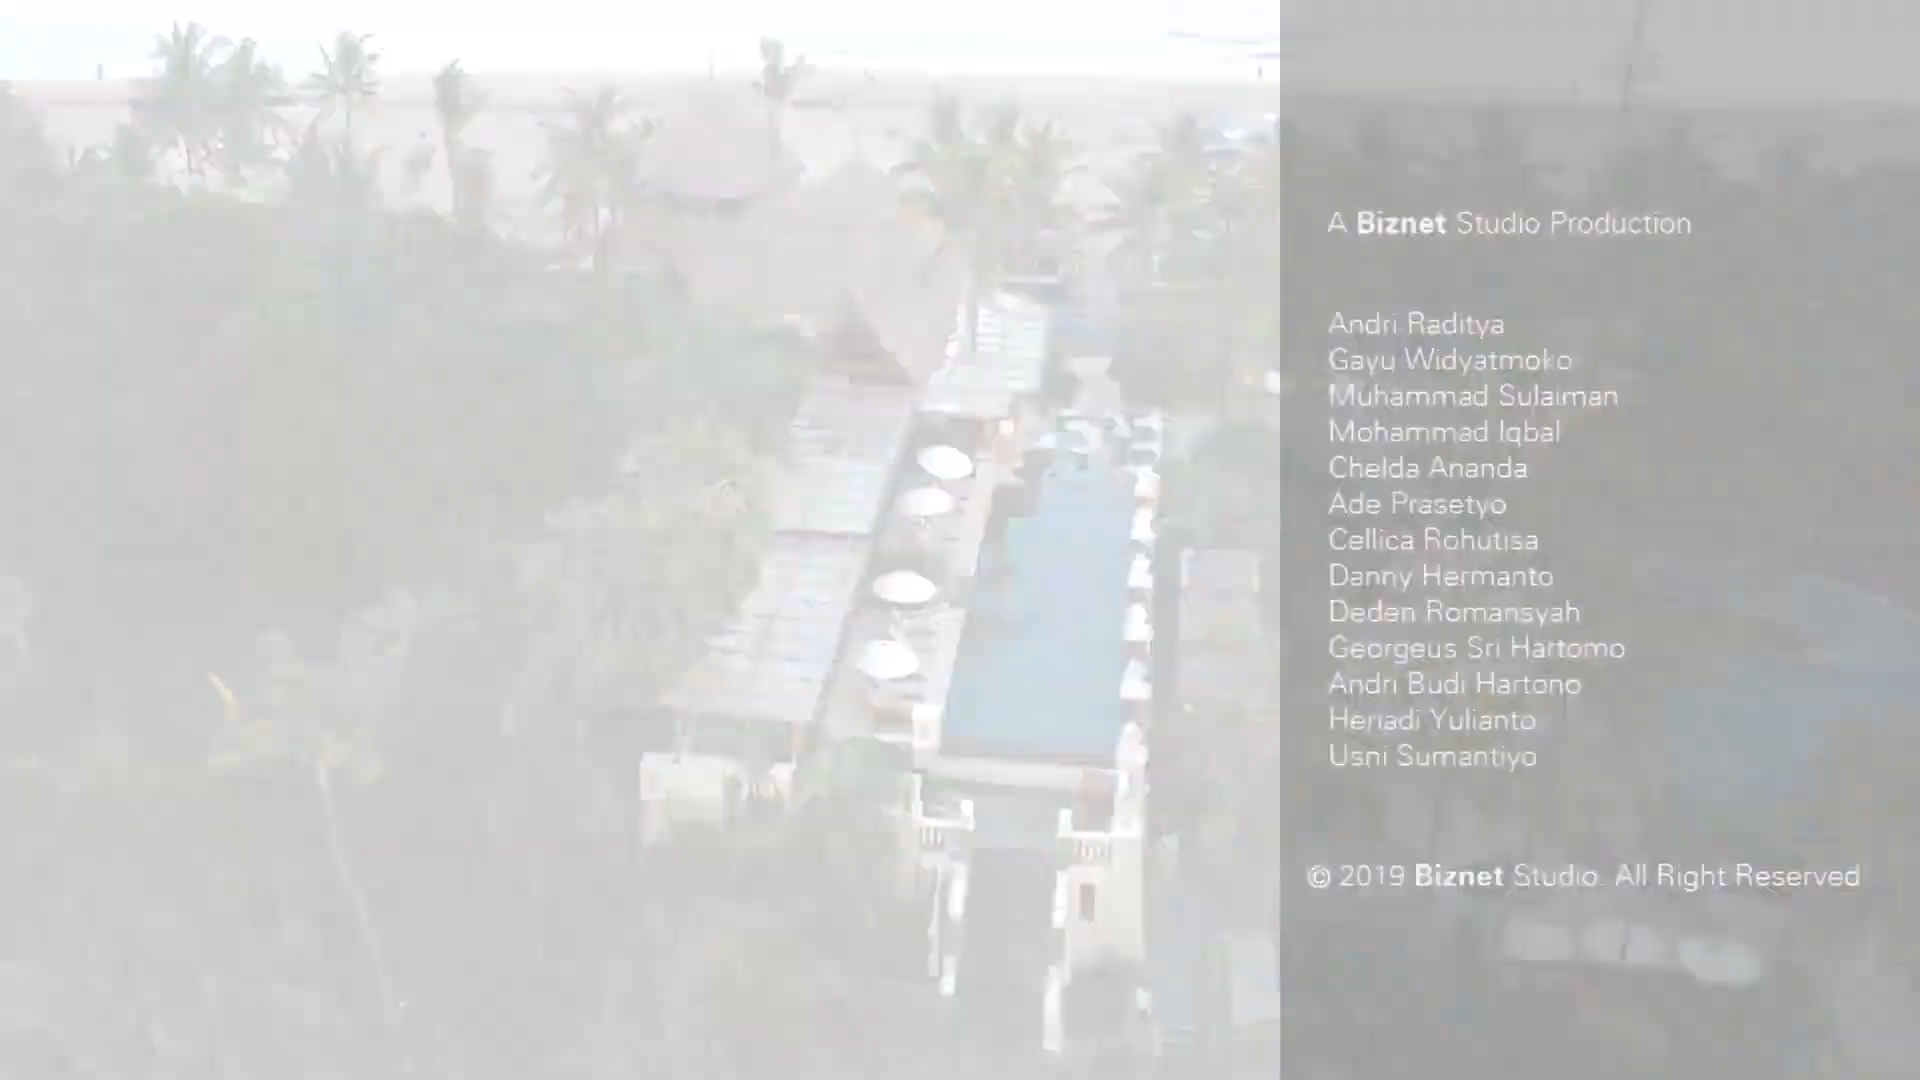 A Biznet Studio Production
Andri Raditya
Gayu Widyatmoko
Muhammad Sulaiman
Mohammad Iqbal
Chelda Ananda
Ade Prasetyo
Cellica Rohutisa
Danny Hermanto
Deden Romansyah
Georgeus Sri Hartomo
Andri Budi Hartono
Heriadi Yulianto
Usni Sumantiyo
© 2019 Biznet Studio. All Right Reserved